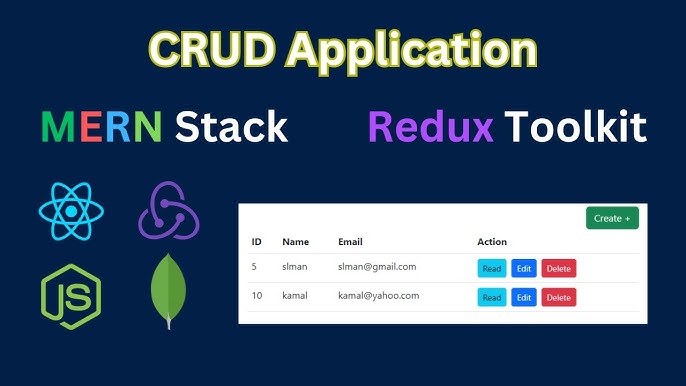 CRUD Application
MERN Stack Redux Toolkit
JS
Create +
ID Name Email Action
5 slman slman@gmail.com Read Edit Delete
10 kamal kamal@yahoo.com Read Edit Delete